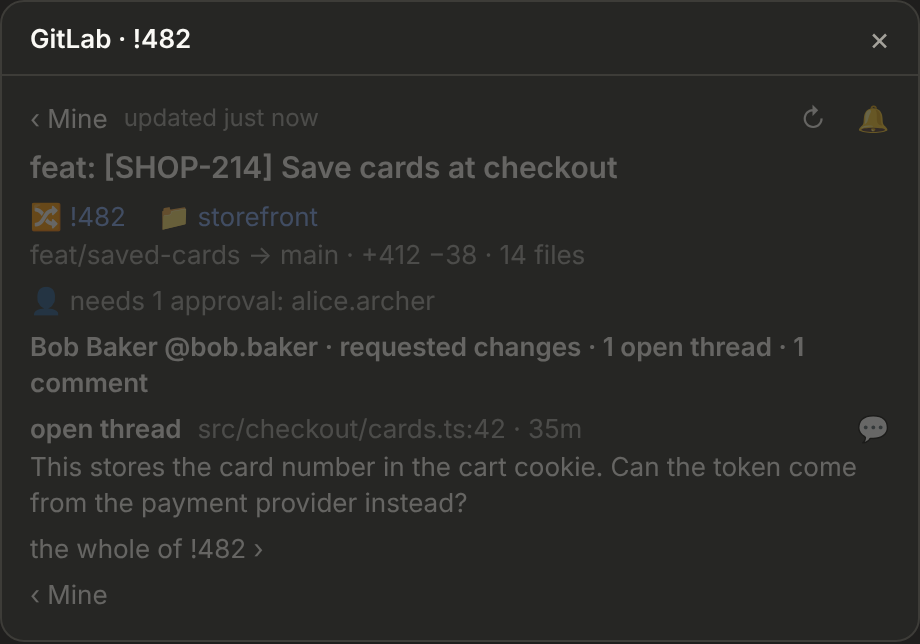 GitLab · !482
‹ Mine updated just now
feat: [SHOP-214] Save cards at checkout
!482 storefront
feat/saved-cards → main · +412 −38 · 14 files
needs 1 approval: alice.archer
Bob Baker @bob.baker · requested changes · 1 open thread · 1
comment
open thread src/checkout/cards.ts:42 · 35m
This stores the card number in the cart cookie. Can the token come
from the payment provider instead?
the whole of !482 ›
‹ Mine